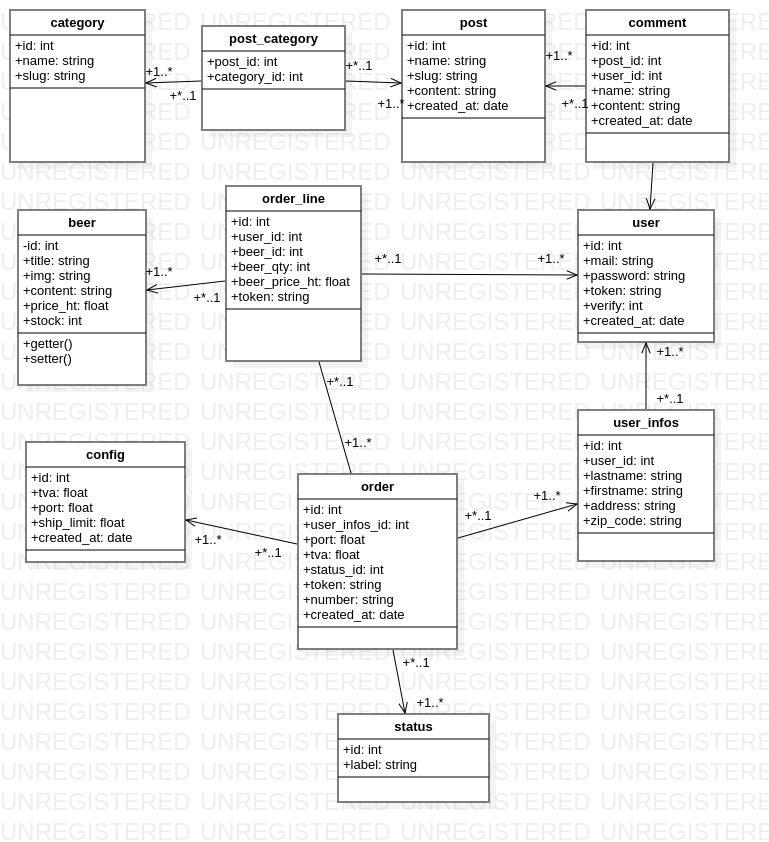 category
+id: int
+name: string
+slug: string
post_category
+post_id: int
+category_id: int
post
+id: int
+name: string
+slug: string
+content: string
+created_at: date
comment
+id: int
+post_id: int
+user_id: int
+name: string
+content: string
+created_at: date
+1..*
+*..1
+*..1
+1..*
+1..*
+*..1
beer
-id: int
+title: string
+img: string
+content: string
+price_ht: float
+stock: int
+getter()
+setter()
order_line
+id: int
+user_id: int
+beer_id: int
+beer_qty: int
+beer_price_ht: float
+token: string
user
+id: int
+mail: string
+password: string
+token: string
+verify: int
+created_at: date
+1..*
+*..1
+*..1
+1..*
+1..*
+*..1
+*..1
+1..*
config
+id: int
+tva: float
+port: float
+ship_limit: float
+created_at: date
order
+id: int
+user_infos_id: int
+port: float
+tva: float
+status_id: int
+token: string
+number: string
+created_at: date
user_infos
+id: int
+user_id: int
+lastname: string
+firstname: string
+address: string
+zip_code: string
+1..*
+*..1
+*..1
+1..*
+*..1
+1..*
status
+id: int
+label: string
UNREGISTERED